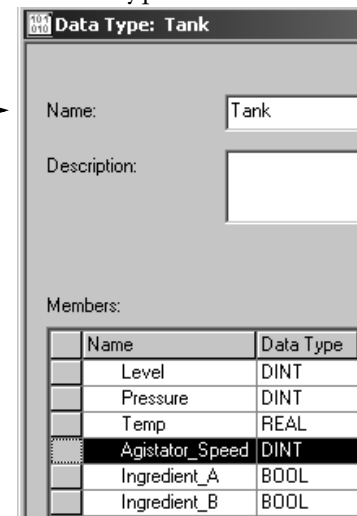 Data Type: Tank
Name: Tank
Description:
Members:
Name Data Type
Level DINT
Pressure DINT
Temp REAL
Agistator_Speed DINT
Ingredient_A BOOL
Ingredient_B BOOL